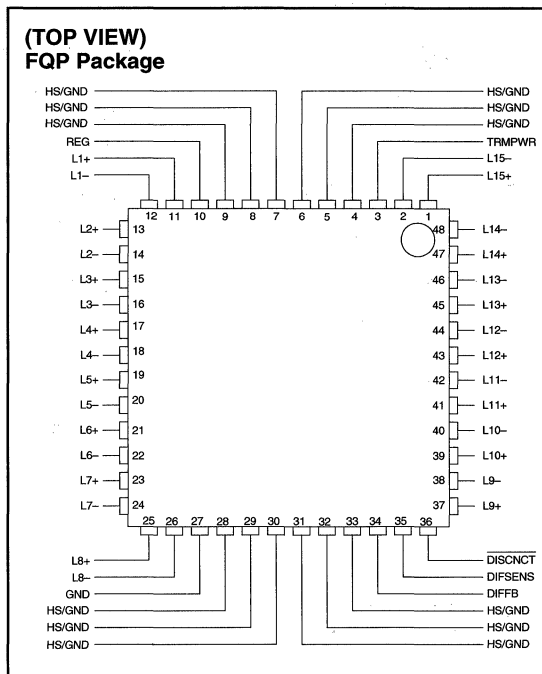 (TOP VIEW)
FQP Package
HS/GND HS/GND
HS/GND HS/GND
HS/GND HS/GND
REG TRMPWR
L1+ L15–
L1– L15+
12 11 10 9 8 7 6 5 4 3 2 1
L2+ 13 48 L14–
L2– 14 47 L14+
L3+ 15 46 L13–
L3– 16 45 L13+
L4+ 17 44 L12–
L4– 18 43 L12+
L5+ 19 42 L11–
L5– 20 41 L11+
L6+ 21 40 L10–
L6– 22 39 L10+
L7+ 23 38 L9–
L7– 24 37 L9+
25 26 27 28 29 30 31 32 33 34 35 36
L8+ DISCNCT
L8– DIFSENS
GND DIFFB
HS/GND HS/GND
HS/GND HS/GND
HS/GND HS/GND